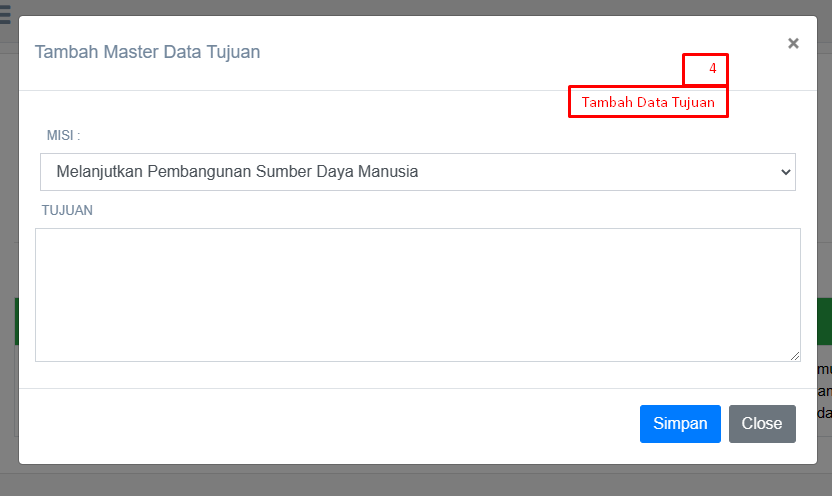 Tambah Master Data Tujuan
×
4
Tambah Data Tujuan
MISI :
Melanjutkan Pembangunan Sumber Daya Manusia
TUJUAN
Simpan
Close